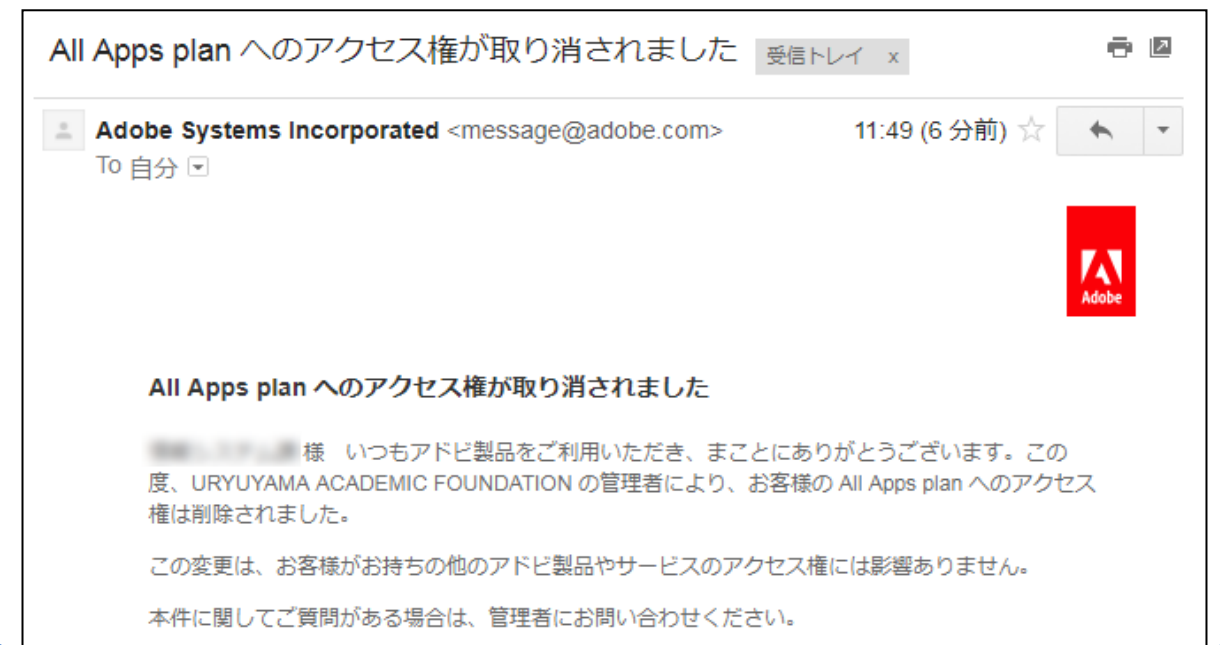 All Apps plan へのアクセス権が取り消されました 受信トレイ x
Adobe Systems Incorporated <message@adobe.com> 11:49 (6 分前)
To 自分
Adobe
All Apps plan へのアクセス権が取り消されました
様　いつもアドビ製品をご利用いただき、まことにありがとうございます。この
度、URYUYAMA ACADEMIC FOUNDATION の管理者により、お客様の All Apps plan へのアクセス
権は削除されました。
この変更は、お客様がお持ちの他のアドビ製品やサービスのアクセス権には影響ありません。
本件に関してご質問がある場合は、管理者にお問い合わせください。